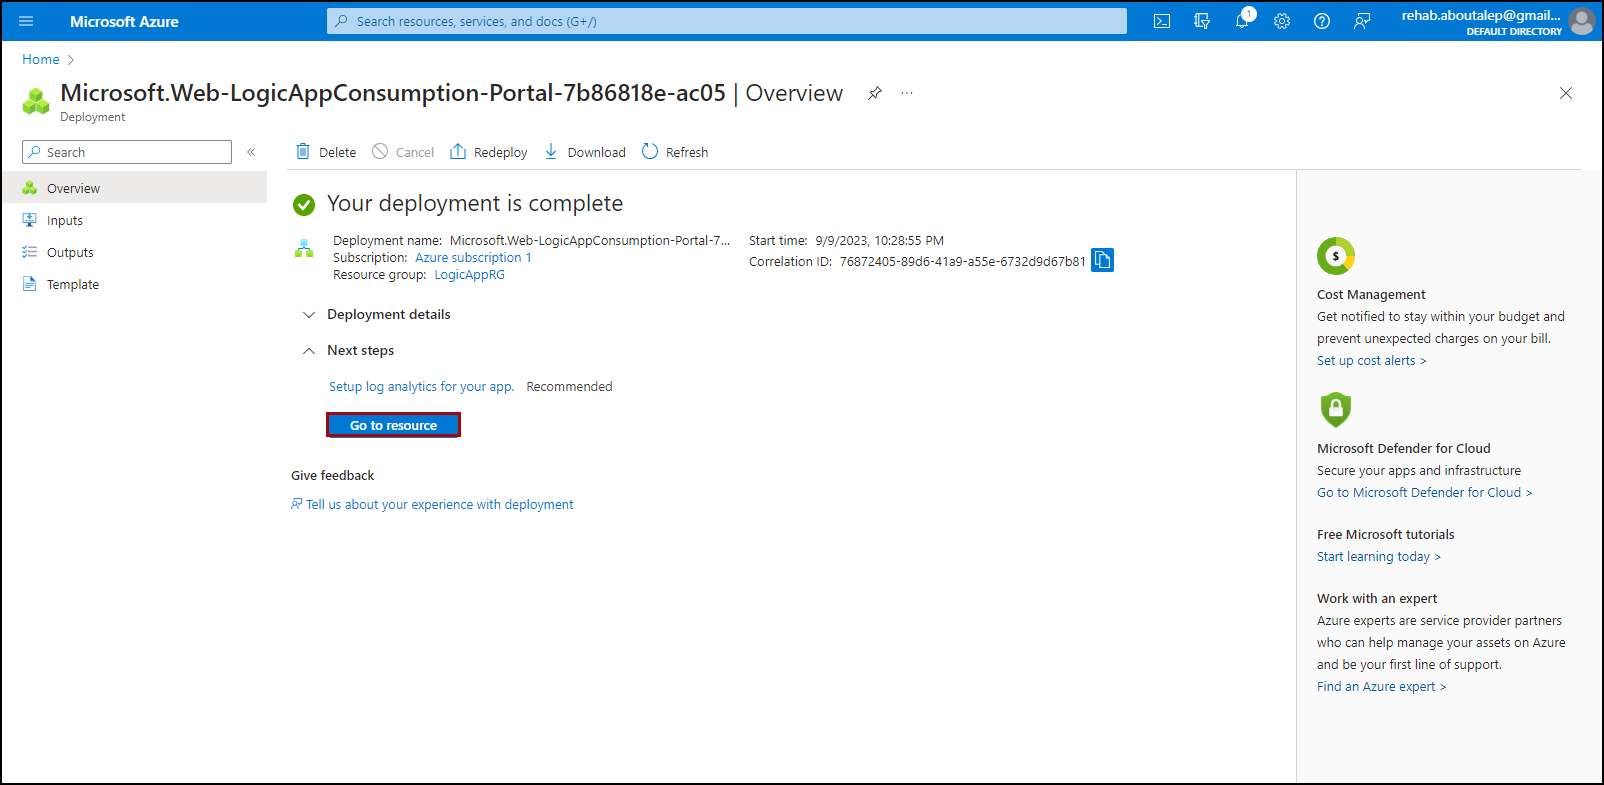 Microsoft Azure
Search resources, services, and docs (G+/)
1
rehab.aboutalep@gmail...
DEFAULT DIRECTORY
Home
Microsoft.Web-LogicAppConsumption-Portal-7b86818e-ac05 | Overview
...
Deployment
Search
«
Overview
Inputs
Outputs
Template
Delete
Cancel
Redeploy
Download
Refresh
Your deployment is complete
Deployment name: Microsoft.Web-LogicAppConsumption-Portal-7...
Subscription: Azure subscription 1
Resource group: LogicAppRG
Start time: 9/9/2023, 10:28:55 PM
Correlation ID: 76872405-89d6-41a9-a55e-6732d9d67b81
Deployment details
Next steps
Setup log analytics for your app. Recommended
Go to resource
Give feedback
Tell us about your experience with deployment
$
Cost Management
Get notified to stay within your budget and
prevent unexpected charges on your bill.
Set up cost alerts >
Microsoft Defender for Cloud
Secure your apps and infrastructure
Go to Microsoft Defender for Cloud >
Free Microsoft tutorials
Start learning today >
Work with an expert
Azure experts are service provider partners
who can help manage your assets on Azure
and be your first line of support.
Find an Azure expert >